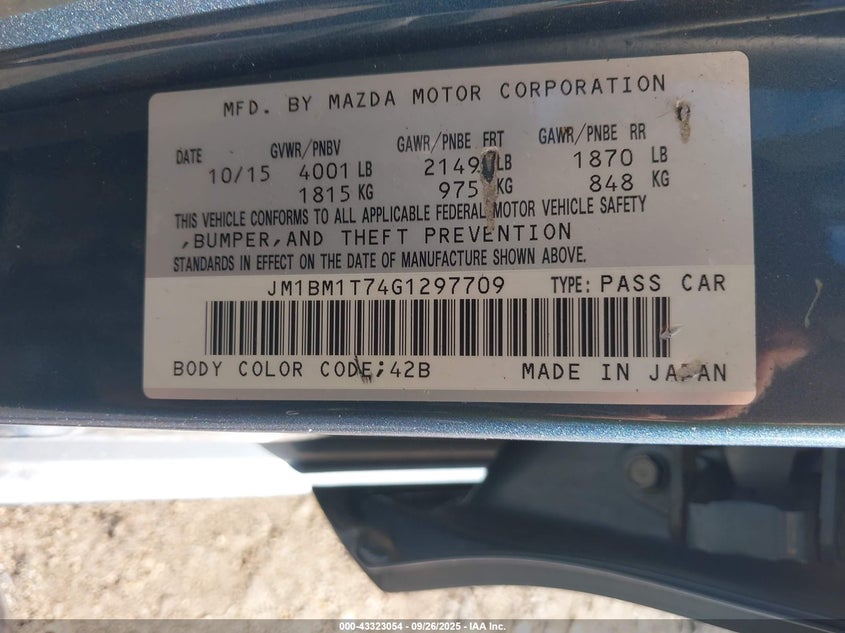 MFD. BY MAZDA MOTOR CORPORATION
DATE GVWR/PNBV GAWR/PNBE FRT GAWR/PNBE RR
10/15 4001 LB 2149 LB 1870 LB
1815 KG 975 KG 848 KG
THIS VEHICLE CONFORMS TO ALL APPLICABLE FEDERAL MOTOR VEHICLE SAFETY
,BUMPER,AND THEFT PREVENTION
STANDARDS IN EFFECT ON THE DATE OF MANUFACTURE SHOWN ABOVE.
JM1BM1T74G1297709 TYPE: PASS CAR
BODY COLOR CODE;42B MADE IN JAPAN
000-43323054 - 09/26/2025 - IAA Inc.